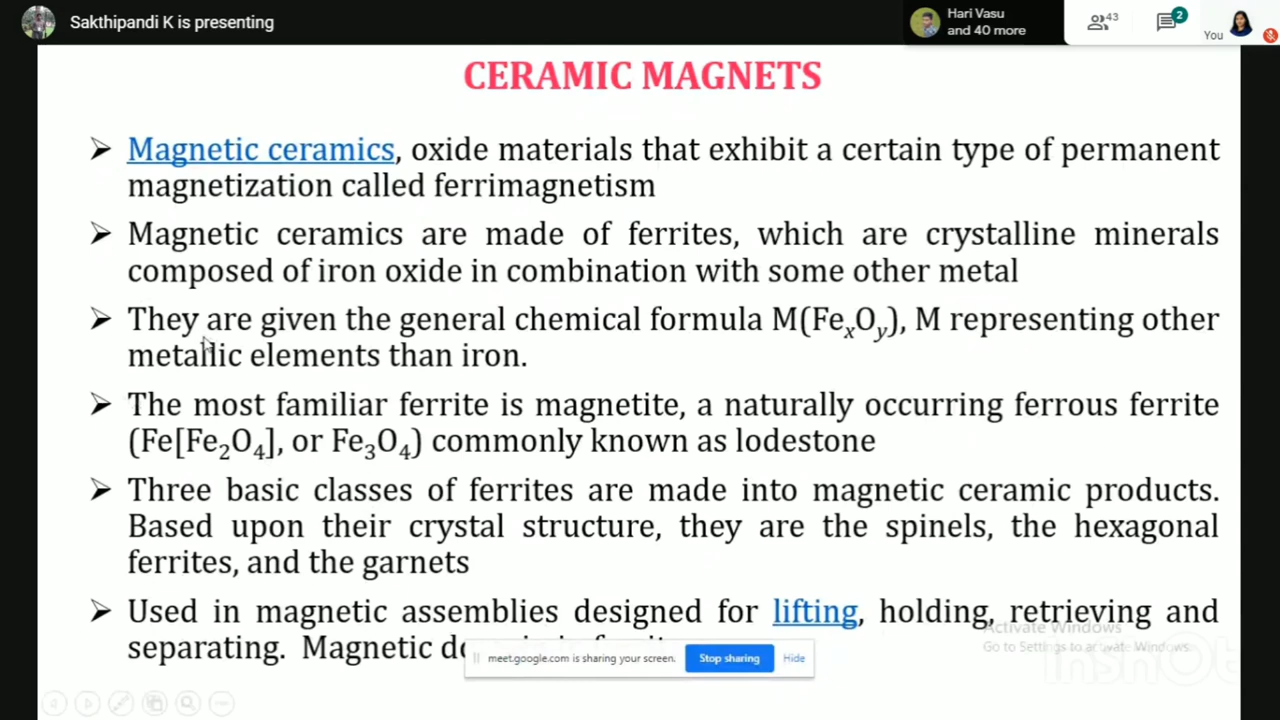 Sakthipandi K is presenting
Hari Vasu
and 40 more
43
2
You
CERAMIC MAGNETS
➢ Magnetic ceramics, oxide materials that exhibit a certain type of permanent
magnetization called ferrimagnetism
➢ Magnetic ceramics are made of ferrites, which are crystalline minerals
composed of iron oxide in combination with some other metal
➢ They are given the general chemical formula M(FeₓOᵧ), M representing other
metallic elements than iron.
➢ The most familiar ferrite is magnetite, a naturally occurring ferrous ferrite
(Fe[Fe₂O₄], or Fe₃O₄) commonly known as lodestone
➢ Three basic classes of ferrites are made into magnetic ceramic products.
Based upon their crystal structure, they are the spinels, the hexagonal
ferrites, and the garnets
➢ Used in magnetic assemblies designed for lifting, holding, retrieving and
separating. Magnetic
meet.google.com is sharing your screen. Stop sharing Hide
Activate Windows
Go to Settings to activate Windows.